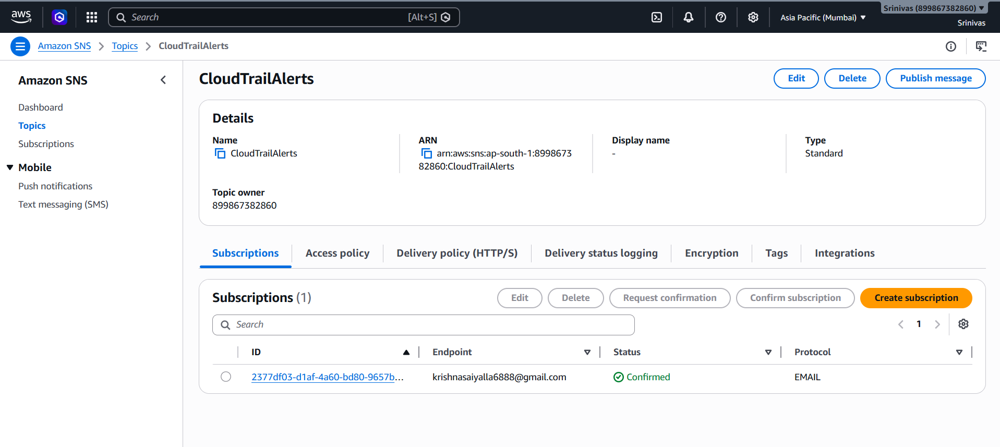 aws
Search
[Alt+S]
Asia Pacific (Mumbai)
Srinivas (899867382860)
Srinivas
Amazon SNS
Topics
CloudTrailAlerts
Amazon SNS
Dashboard
Topics
Subscriptions
Mobile
Push notifications
Text messaging (SMS)
CloudTrailAlerts
Edit
Delete
Publish message
Details
Name
CloudTrailAlerts
ARN
arn:aws:sns:ap-south-1:8998673
82860:CloudTrailAlerts
Display name
-
Type
Standard
Topic owner
899867382860
Subscriptions
Access policy
Delivery policy (HTTP/S)
Delivery status logging
Encryption
Tags
Integrations
Subscriptions (1)
Edit
Delete
Request confirmation
Confirm subscription
Create subscription
Search
1
ID
Endpoint
Status
Protocol
2377df03-d1af-4a60-bd80-9657b...
krishnasaiyalla6888@gmail.com
Confirmed
EMAIL